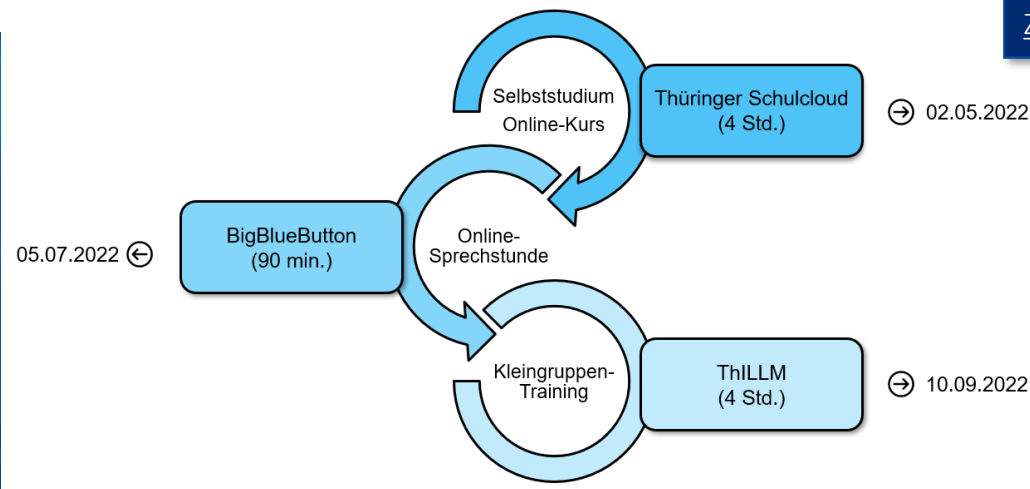 Selbststudium
Online-Kurs
Thüringer Schulcloud
(4 Std.)
02.05.2022
05.07.2022
BigBlueButton
(90 min.)
Online-
Sprechstunde
Kleingruppen-
Training
ThILLM
(4 Std.)
10.09.2022